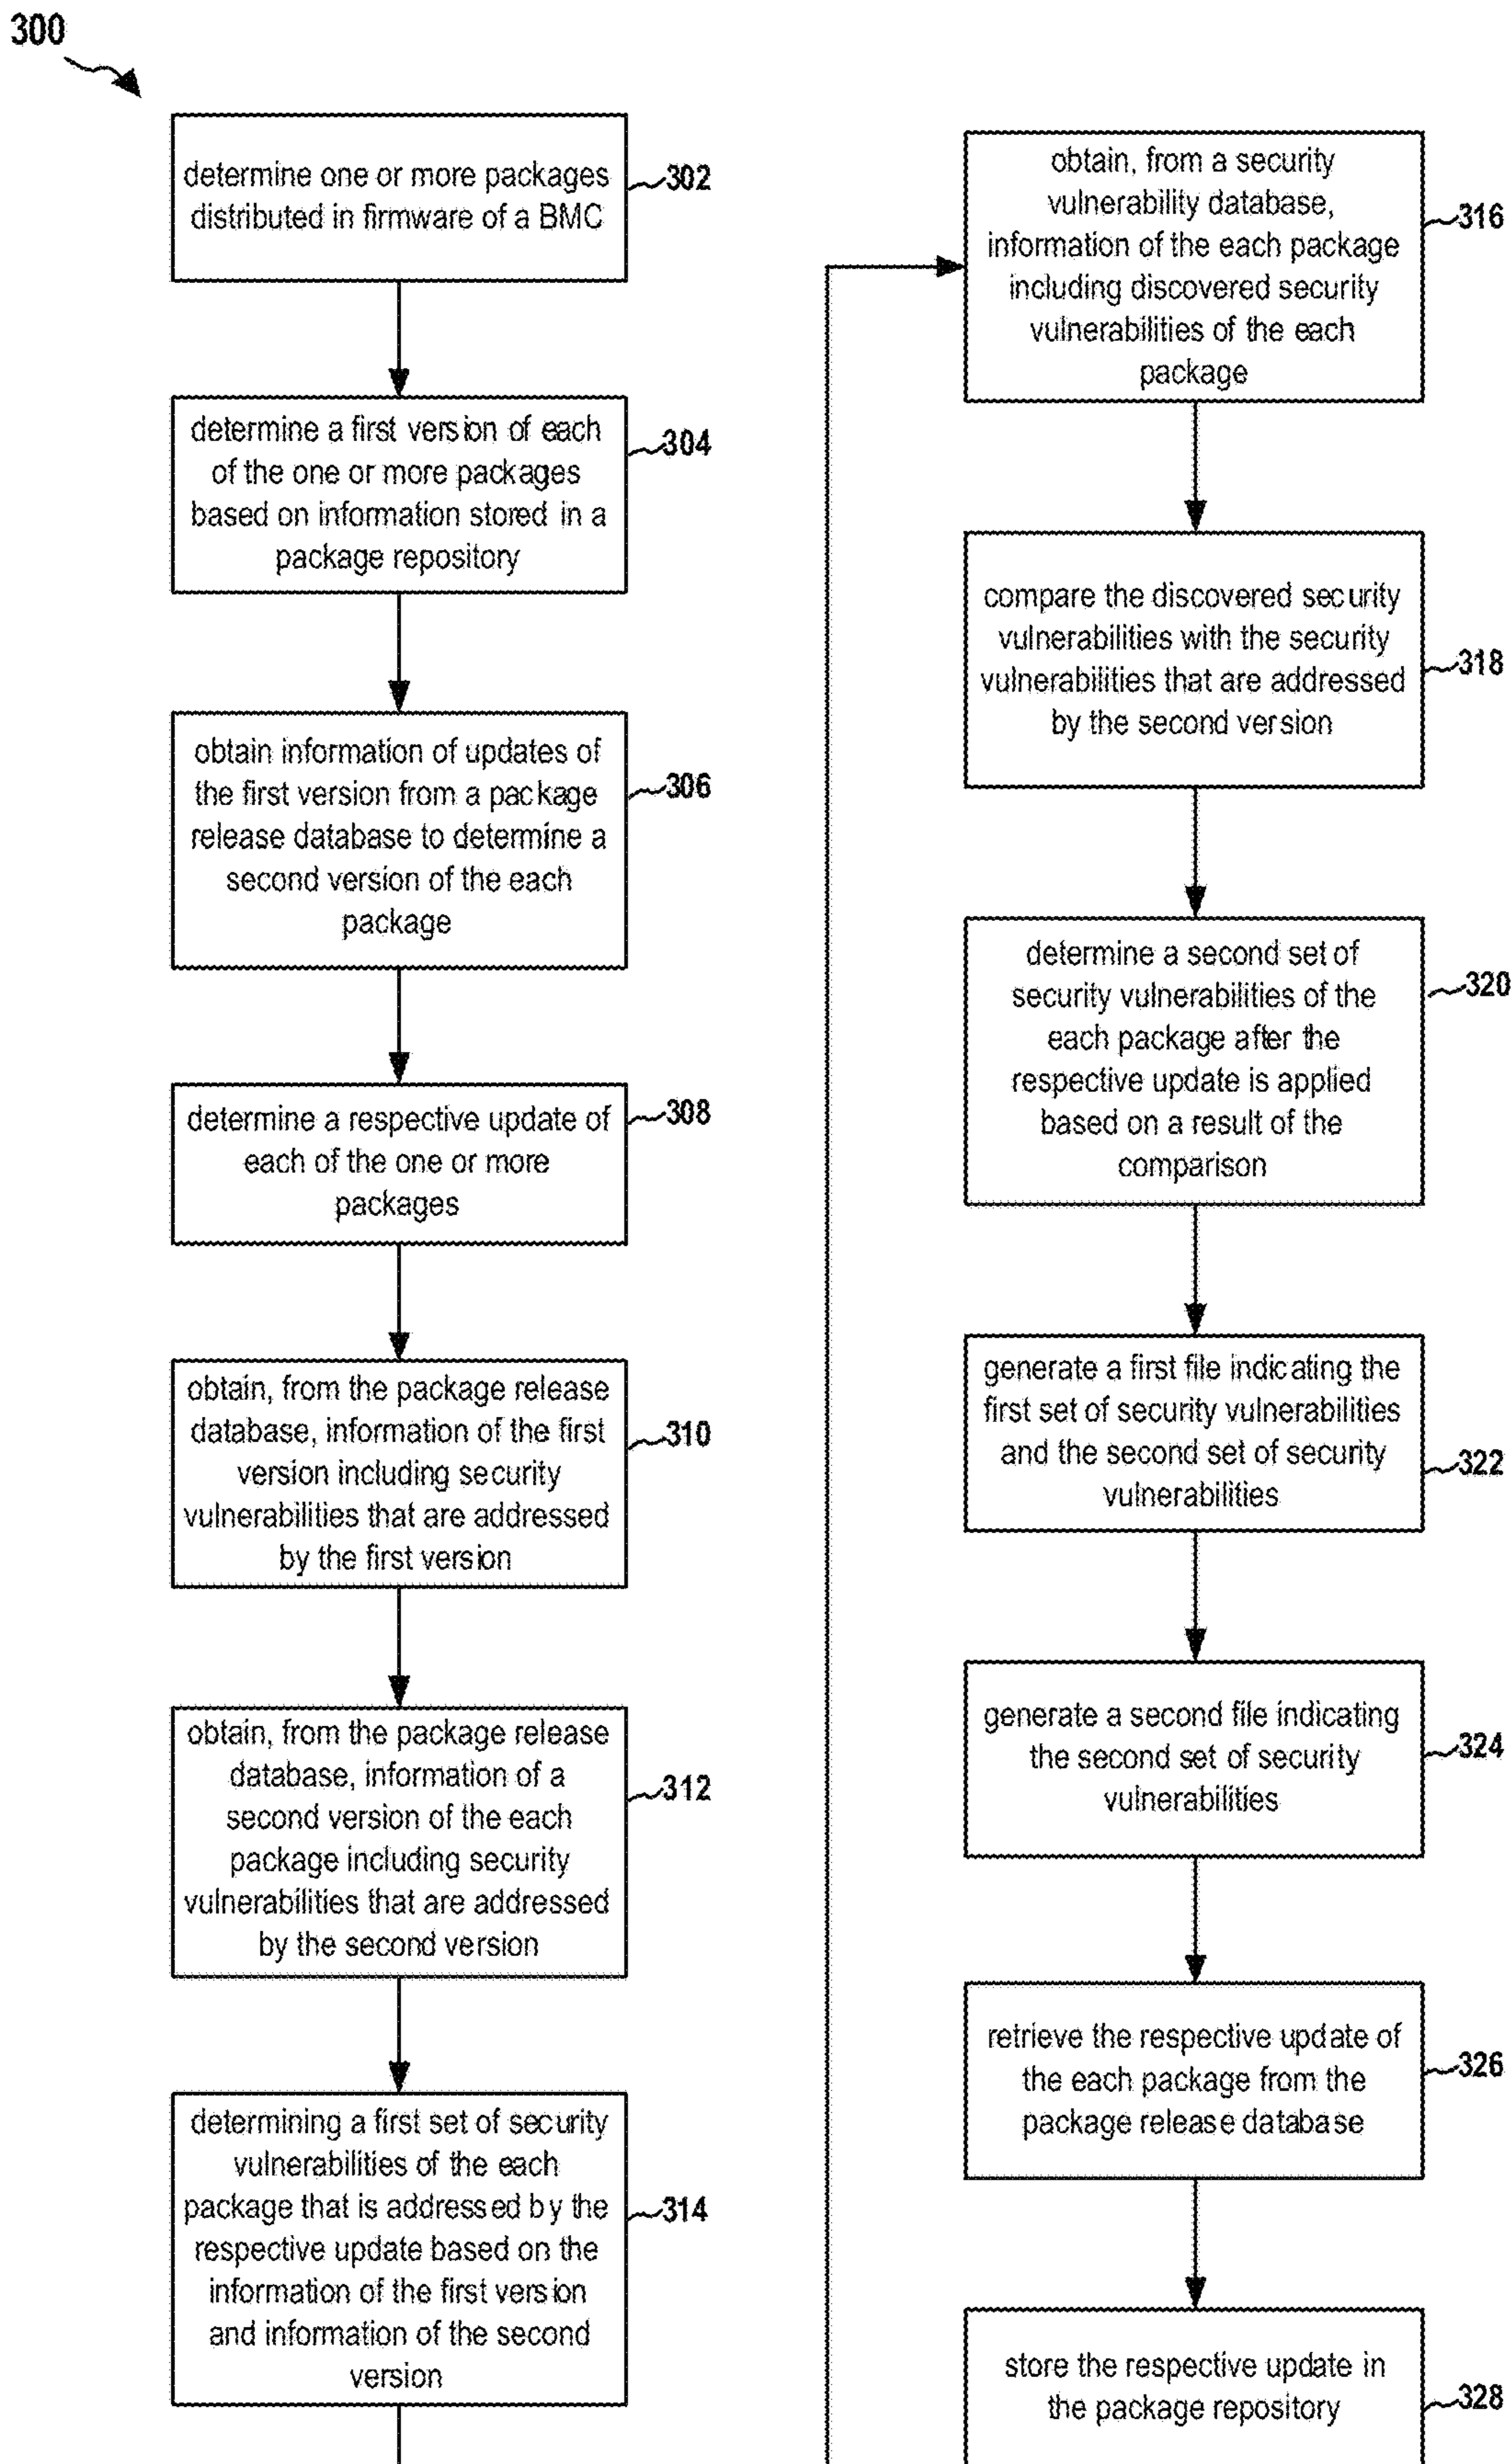 300
determine one or more packages
distributed in firmware of a BMC
302
determine a first version of each
of the one or more packages
based on information stored in a
package repository
304
obtain information of updates of
the first version from a package
release database to determine a
second version of the each
package
306
determine a respective update of
each of the one or more
packages
308
obtain, from the package release
database, information of the first
version including security
vulnerabilities that are addressed
by the first version
310
obtain, from the package release
database, information of a
second version of the each
package including security
vulnerabilities that are addressed
by the second version
312
determining a first set of security
vulnerabilities of the each
package that is addressed by the
respective update based on the
information of the first version
and information of the second
version
314
obtain, from a security
vulnerability database,
information of the each package
including discovered security
vulnerabilities of the each
package
316
compare the discovered security
vulnerabilities with the security
vulnerabilities that are addressed
by the second version
318
determine a second set of
security vulnerabilities of the
each package after the
respective update is applied
based on a result of the
comparison
320
generate a first file indicating the
first set of security vulnerabilities
and the second set of security
vulnerabilities
322
generate a second file indicating
the second set of security
vulnerabilities
324
retrieve the respective update of
the each package from the
package release database
326
store the respective update in
the package repository
328